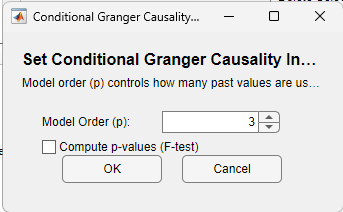 Conditional Granger Causality...
Set Conditional Granger Causality In...
Model order (p) controls how many past values are us...
Model Order (p):
3
Compute p-values (F-test)
OK
Cancel